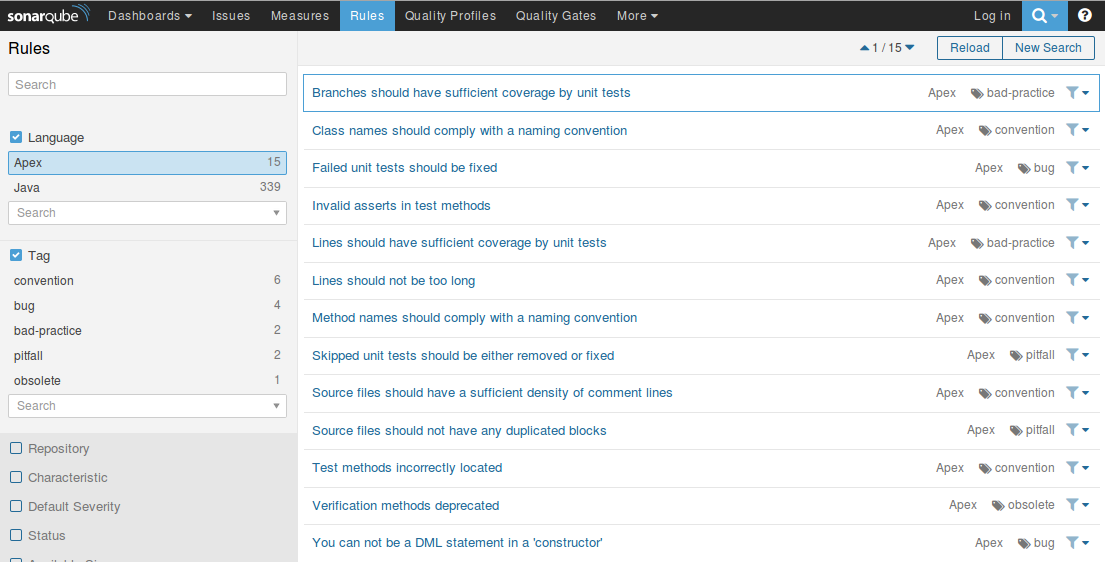 sonarqube Dashboards Issues Measures Rules Quality Profiles Quality Gates More Log in ?
Rules
1 / 15 Reload New Search
Search
Language
Apex 15
Java 339
Search
Tag
convention 6
bug 4
bad-practice 2
pitfall 2
obsolete 1
Search
Repository
Characteristic
Default Severity
Status
Branches should have sufficient coverage by unit tests Apex bad-practice
Class names should comply with a naming convention Apex convention
Failed unit tests should be fixed Apex bug
Invalid asserts in test methods Apex convention
Lines should have sufficient coverage by unit tests Apex bad-practice
Lines should not be too long Apex convention
Method names should comply with a naming convention Apex convention
Skipped unit tests should be either removed or fixed Apex pitfall
Source files should have a sufficient density of comment lines Apex convention
Source files should not have any duplicated blocks Apex pitfall
Test methods incorrectly located Apex convention
Verification methods deprecated Apex obsolete
You can not be a DML statement in a 'constructor' Apex bug